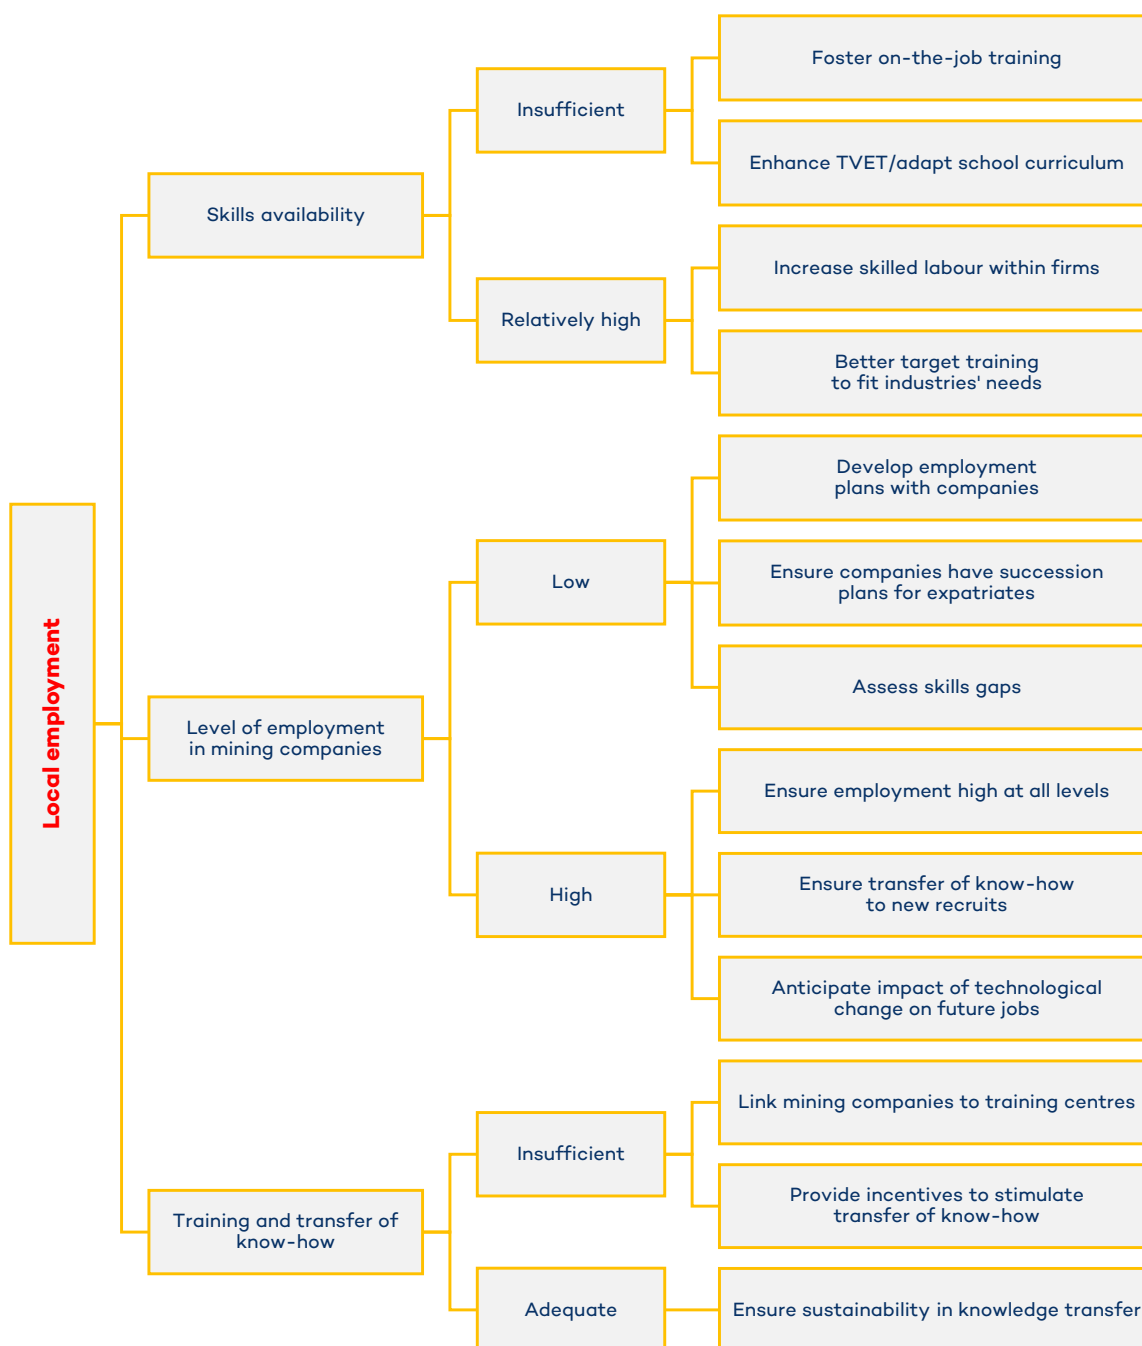 Foster on-the-job training
Insufficient
Enhance TVET/adapt school curriculum
Skills availability
Increase skilled labour within firms
Relatively high
Better target training
to fit industries' needs
Develop employment
plans with companies
Low
Ensure companies have succession
plans for expatriates
Assess skills gaps
Local employment
Level of employment
in mining companies
Ensure employment high at all levels
High
Ensure transfer of know-how
to new recruits
Anticipate impact of technological
change on future jobs
Link mining companies to training centres
Insufficient
Provide incentives to stimulate
transfer of know-how
Training and transfer of
know-how
Adequate
Ensure sustainability in knowledge transfer